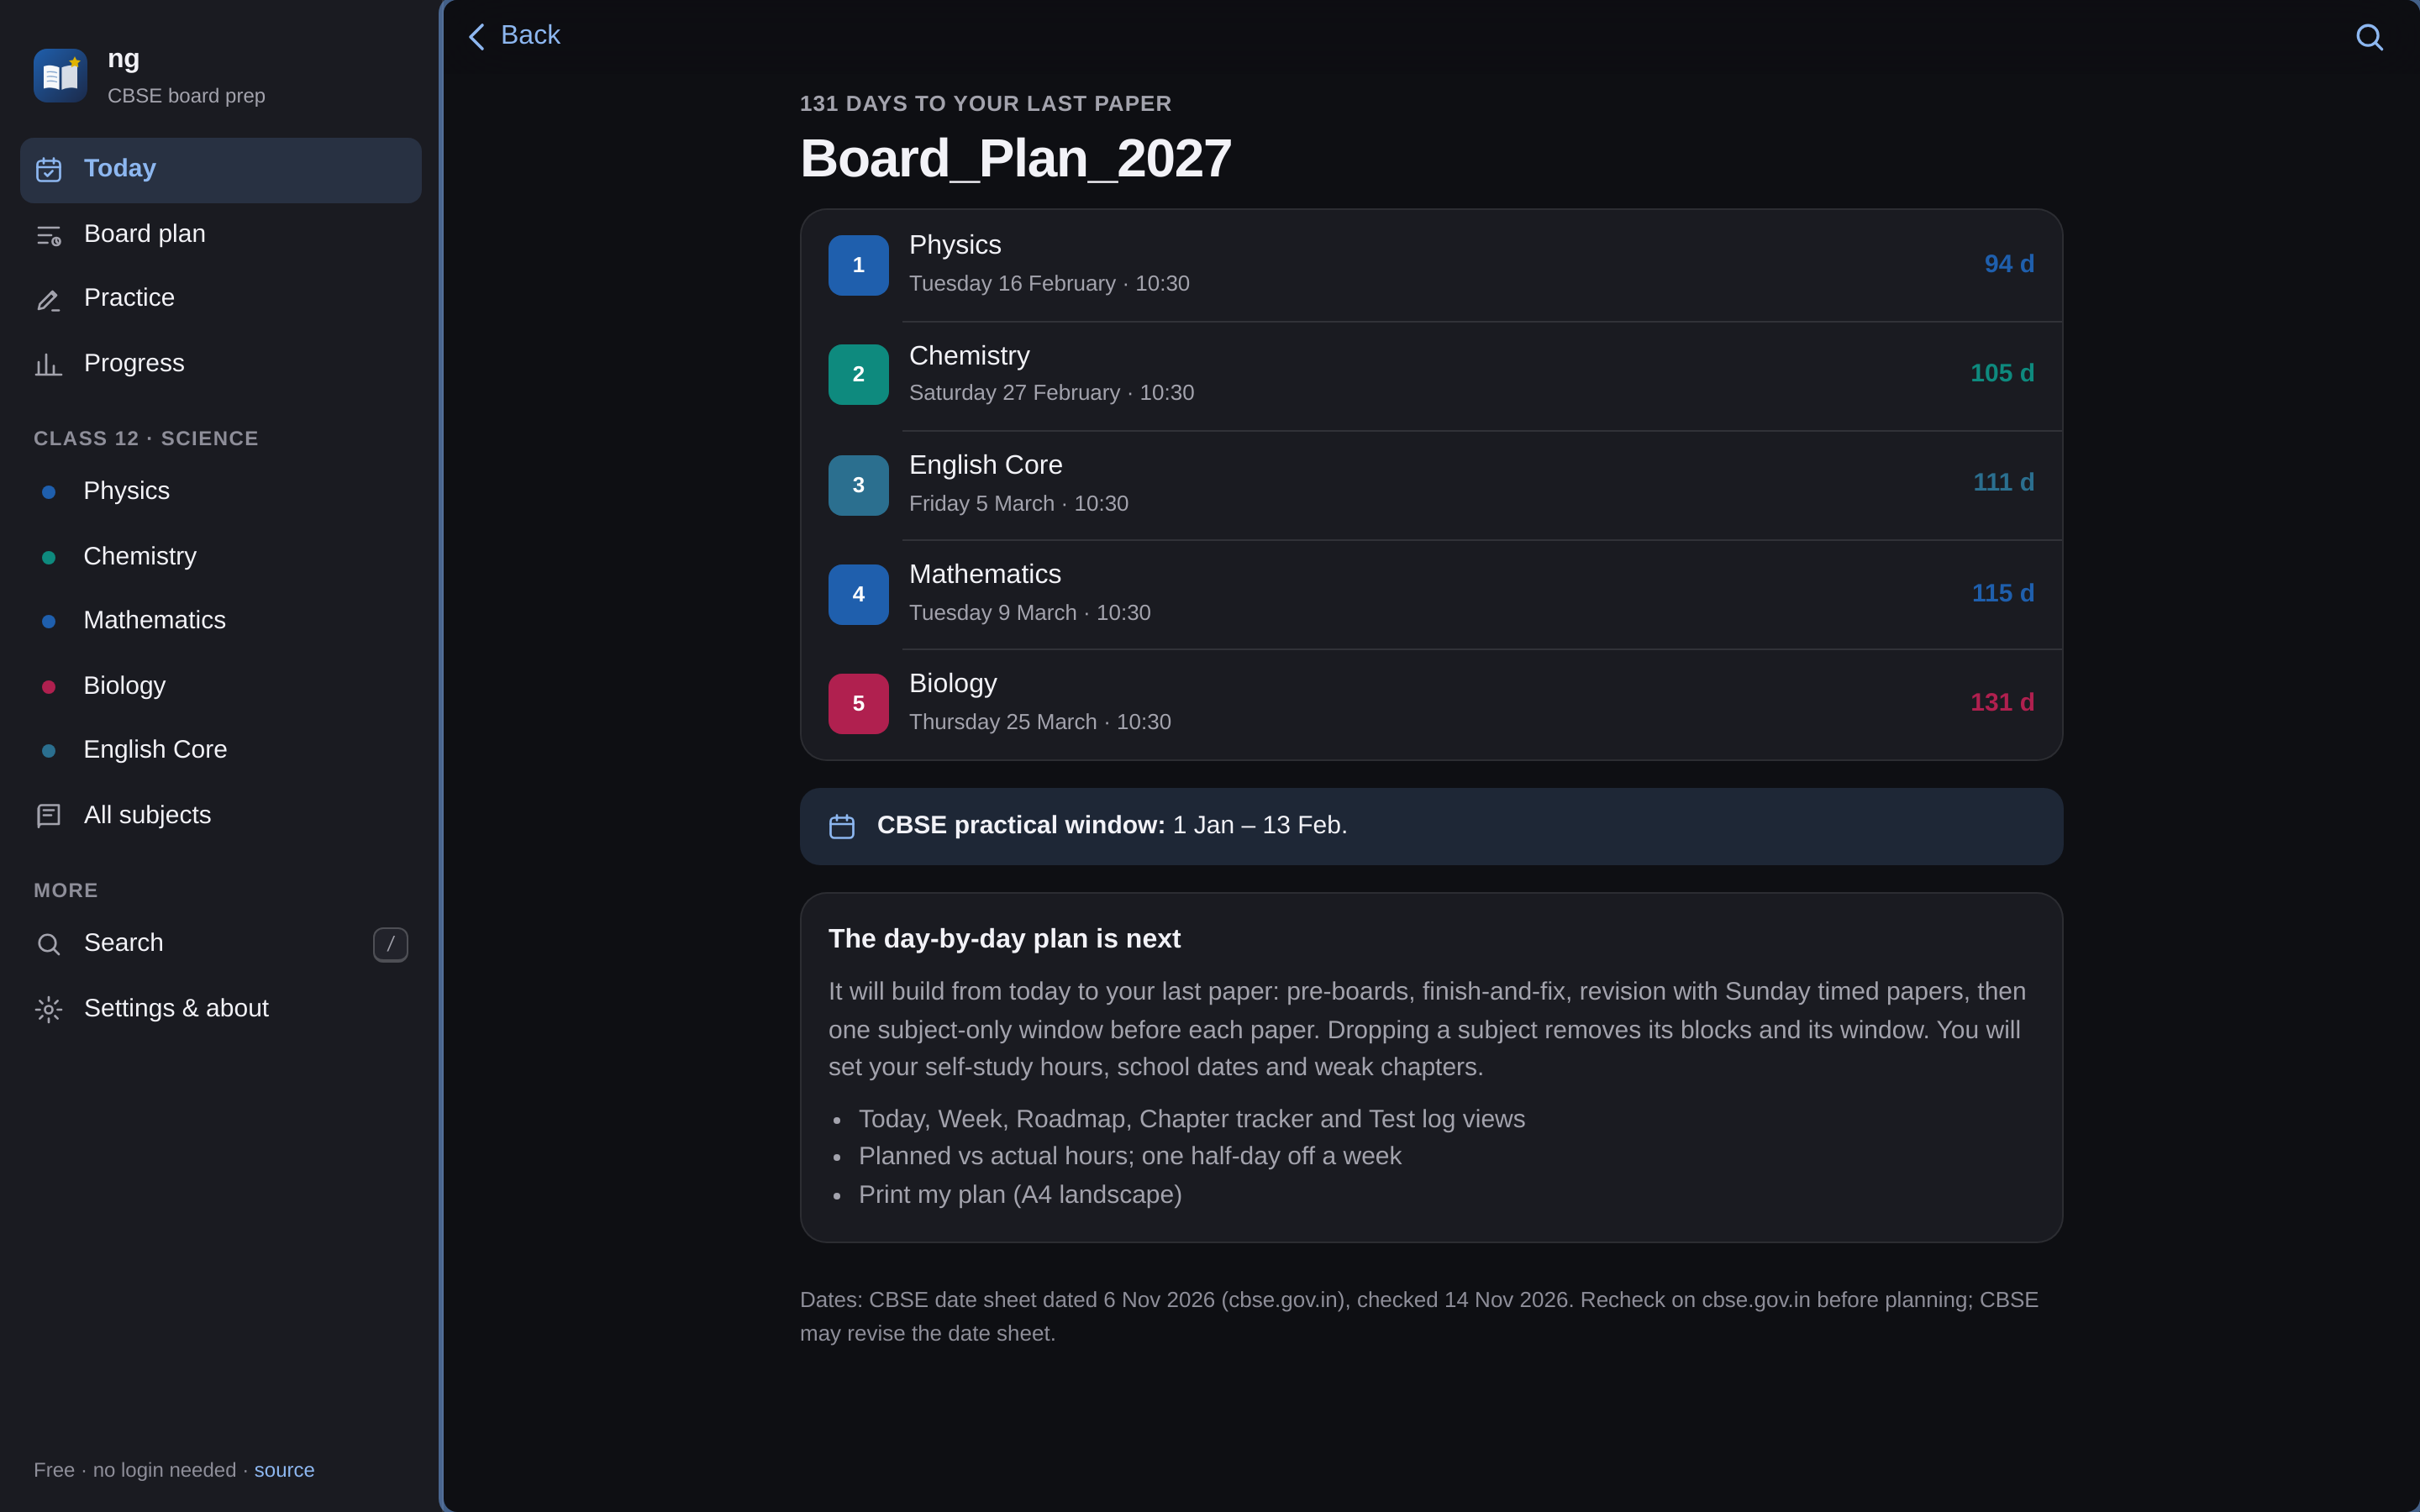 ng
CBSE board prep
Today
Board plan
Practice
Progress
CLASS 12 · SCIENCE
Physics
Chemistry
Mathematics
Biology
English Core
All subjects
MORE
Search /
Settings & about
Free · no login needed · source
Back
131 DAYS TO YOUR LAST PAPER
Board_Plan_2027
1 Physics 94 d
Tuesday 16 February · 10:30
2 Chemistry 105 d
Saturday 27 February · 10:30
3 English Core 111 d
Friday 5 March · 10:30
4 Mathematics 115 d
Tuesday 9 March · 10:30
5 Biology 131 d
Thursday 25 March · 10:30
CBSE practical window: 1 Jan – 13 Feb.
The day-by-day plan is next
It will build from today to your last paper: pre-boards, finish-and-fix, revision with Sunday timed papers, then
one subject-only window before each paper. Dropping a subject removes its blocks and its window. You will
set your self-study hours, school dates and weak chapters.
• Today, Week, Roadmap, Chapter tracker and Test log views
• Planned vs actual hours; one half-day off a week
• Print my plan (A4 landscape)
Dates: CBSE date sheet dated 6 Nov 2026 (cbse.gov.in), checked 14 Nov 2026. Recheck on cbse.gov.in before planning; CBSE
may revise the date sheet.